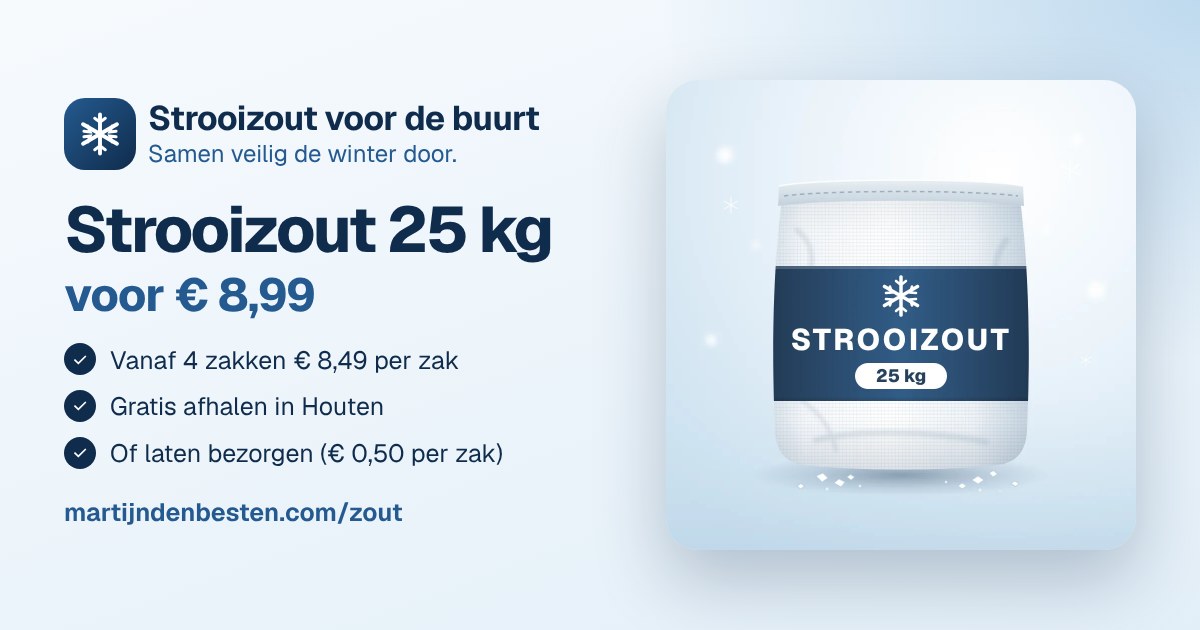 Strooizout voor de buurt
Samen veilig de winter door.
Strooizout 25 kg
voor € 8,99
Vanaf 4 zakken € 8,49 per zak
Gratis afhalen in Houten
Of laten bezorgen (€ 0,50 per zak)
martijndenbesten.com/zout
STROOIZOUT
25 kg